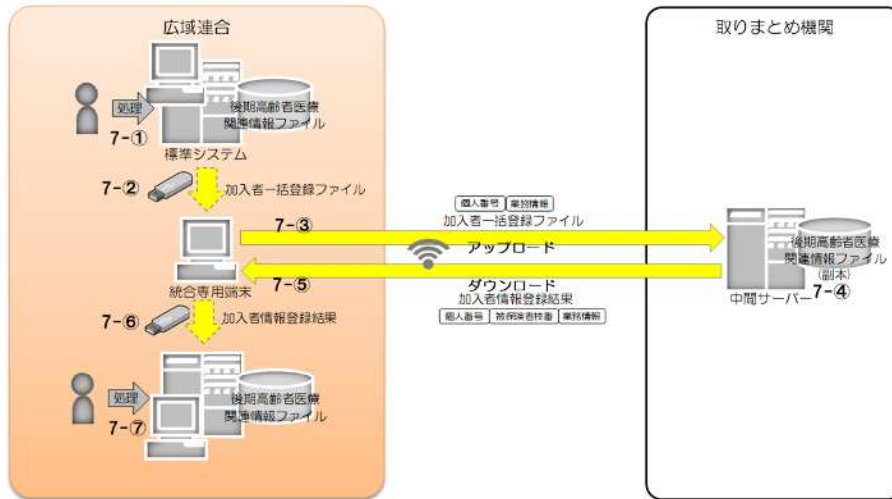 広域連合
取りまとめ機関
処理
7-①
後期高齢者医療
関連情報ファイル
標準システム
7-②
加入者一括登録ファイル
7-③
個人番号 業務情報
加入者一括登録ファイル
アップロード
後期高齢者医療
関連情報ファイル
(副本)
中間サーバー
7-④
統合専用端末
7-⑤
ダウンロード
加入者情報登録結果
個人番号 被保険者枝番 業務情報
7-⑥
加入者情報登録結果
処理
7-⑦
後期高齢者医療
関連情報ファイル